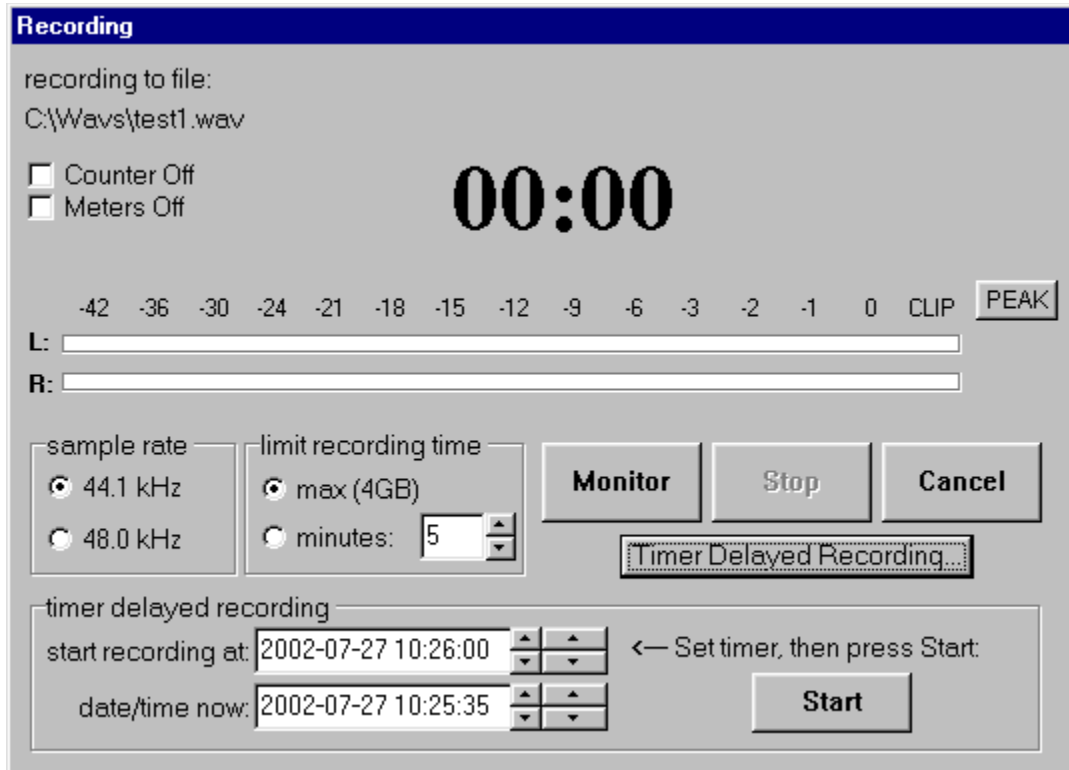 Recording
recording to file:
C:\Wavs\test1.wav
Counter Off
Meters Off
00:00
-42 -36 -30 -24 -21 -18 -15 -12 -9 -6 -3 -2 -1 0 CLIP PEAK
L:
R:
sample rate
44.1 kHz
48.0 kHz
limit recording time
max (4GB)
minutes: 5
Monitor Stop Cancel
Timer Delayed Recording...
timer delayed recording
start recording at: 2002-07-27 10:26:00 <— Set timer, then press Start:
date/time now: 2002-07-27 10:25:35 Start